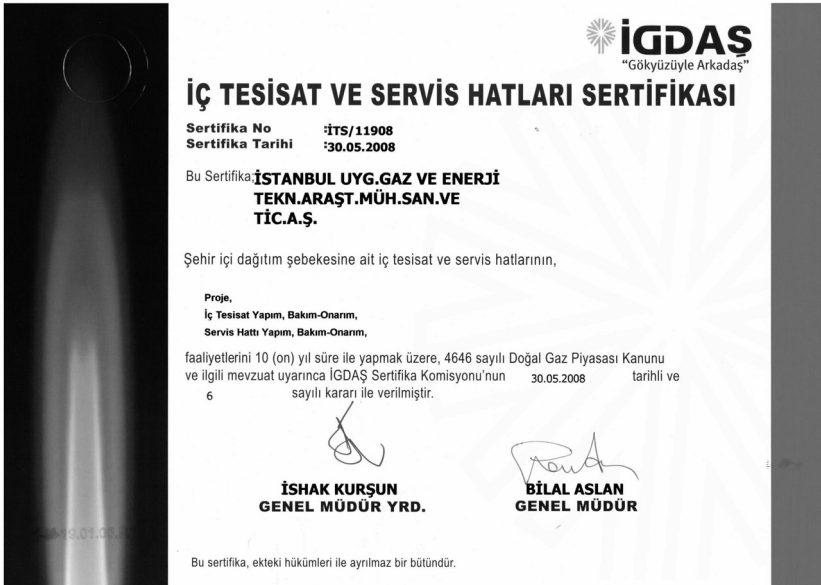 İGDAŞ
“Gökyüzüyle Arkadaş”
İÇ TESİSAT VE SERVİS HATLARI SERTİFİKASI
Sertifika No :İTS/11908
Sertifika Tarihi :30.05.2008
Bu Sertifika;İSTANBUL UYG.GAZ VE ENERJİ
TEKN.ARAŞT.MÜH.SAN.VE
TİC.A.Ş.
Şehir içi dağıtım şebekesine ait iç tesisat ve servis hatlarının,
Proje,
İç Tesisat Yapım, Bakım-Onarım,
Servis Hattı Yapım, Bakım-Onarım,
faaliyetlerini 10 (on) yıl süre ile yapmak üzere, 4646 sayılı Doğal Gaz Piyasası Kanunu
ve ilgili mevzuat uyarınca İGDAŞ Sertifika Komisyonu’nun 30.05.2008 tarihli ve
6 sayılı kararı ile verilmiştir.
İSHAK KURŞUN
GENEL MÜDÜR YRD.
BİLAL ASLAN
GENEL MÜDÜR
Bu sertifika, ekteki hükümleri ile ayrılmaz bir bütündür.